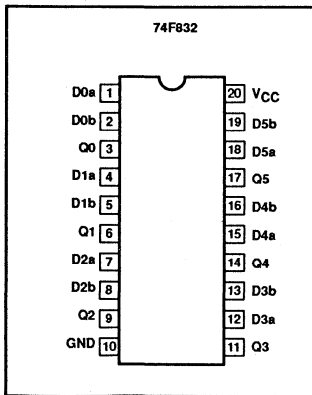 74F832
D0a 1
D0b 2
Q0 3
D1a 4
D1b 5
Q1 6
D2a 7
D2b 8
Q2 9
GND 10
20 VCC
19 D5b
18 D5a
17 Q5
16 D4b
15 D4a
14 Q4
13 D3b
12 D3a
11 Q3